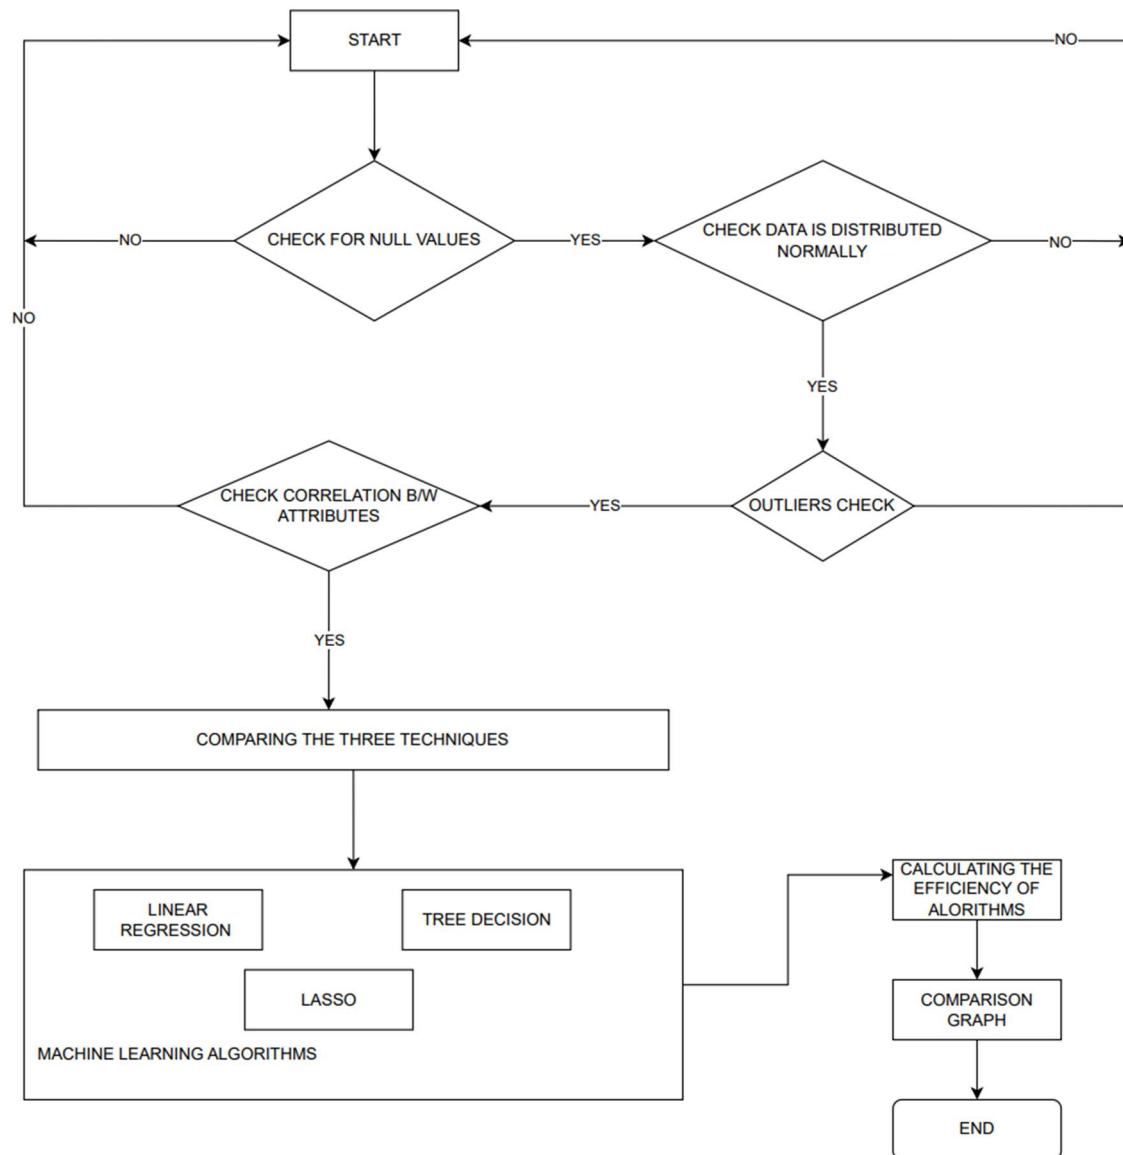 START
NO
NO
CHECK FOR NULL VALUES
YES
CHECK DATA IS DISTRIBUTED
NORMALLY
NO
NO
YES
CHECK CORRELATION B/W
ATTRIBUTES
YES
OUTLIERS CHECK
YES
COMPARING THE THREE TECHNIQUES
LINEAR
REGRESSION
TREE DECISION
LASSO
MACHINE LEARNING ALGORITHMS
CALCULATING THE
EFFICIENCY OF
ALORITHMS
COMPARISON
GRAPH
END